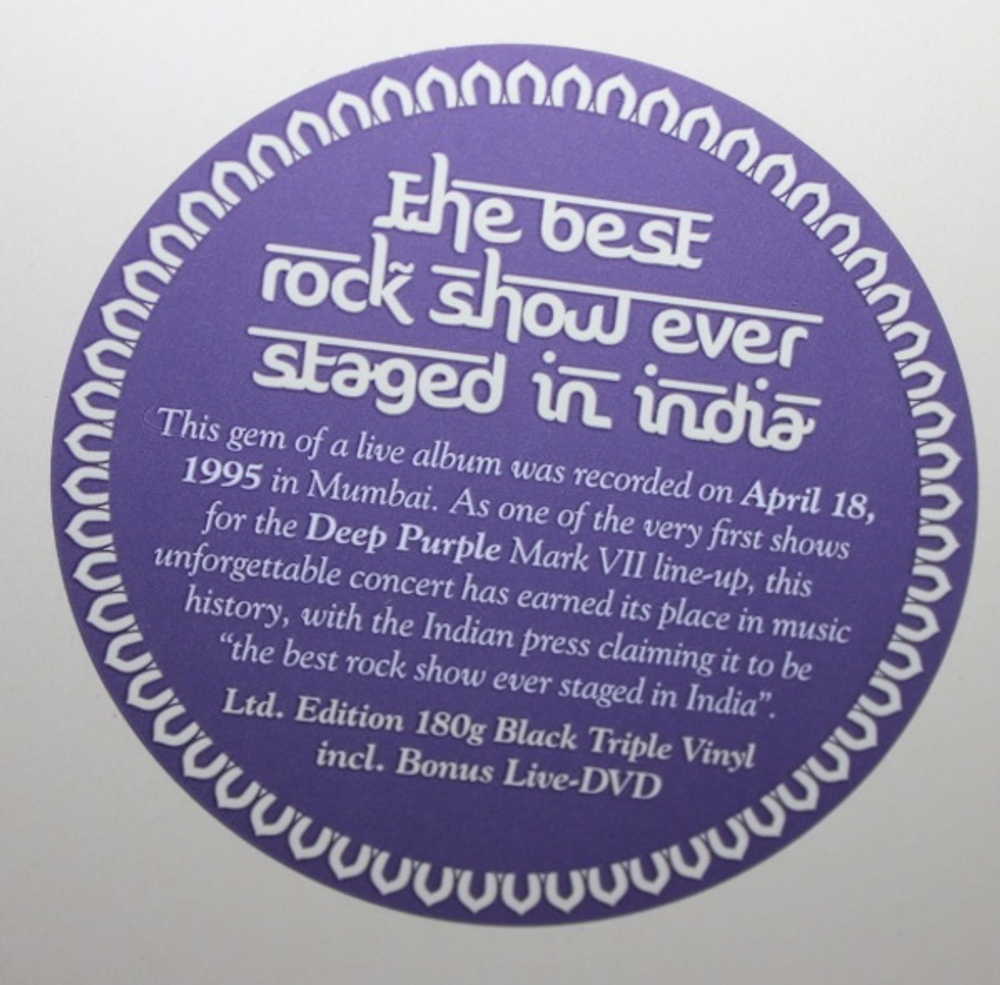 the best
rock show ever
staged in india
This gem of a live album was recorded on April 18,
1995 in Mumbai. As one of the very first shows
for the Deep Purple Mark VII line-up, this
unforgettable concert has earned its place in music
history, with the Indian press claiming it to be
“the best rock show ever staged in India”.
Ltd. Edition 180g Black Triple Vinyl
incl. Bonus Live-DVD